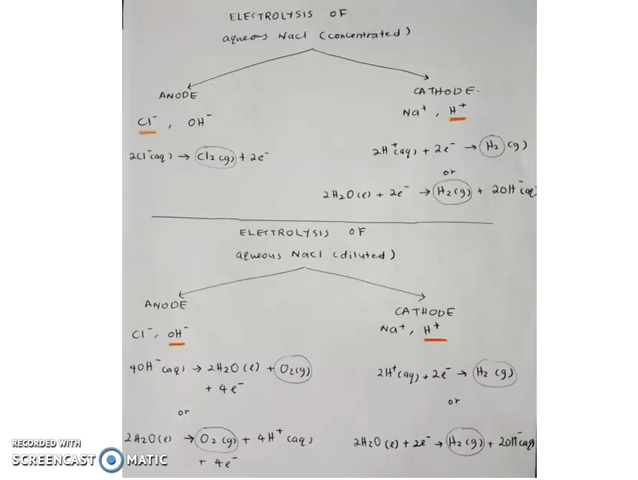 ELECTROLYSIS OF
aqueous NaCl (concentrated)
ANODE
Cl⁻, OH⁻
2Cl⁻(aq) → Cl₂(g) + 2e⁻
CATHODE.
Na⁺, H⁺
2H⁺(aq) + 2e⁻ → H₂(g)
or
2H₂O(l) + 2e⁻ → H₂(g) + 2OH⁻(aq)
ELECTROLYSIS OF
aqueous NaCl (diluted)
ANODE
Cl⁻, OH⁻
4OH⁻(aq) → 2H₂O(l) + O₂(g)
+ 4e⁻
or
2H₂O(l) → O₂(g) + 4H⁺(aq)
+ 4e⁻
CATHODE
Na⁺, H⁺
2H⁺(aq) + 2e⁻ → H₂(g)
or
2H₂O(l) + 2e⁻ → H₂(g) + 2OH⁻(aq)
RECORDED WITH
SCREENCAST MATIC